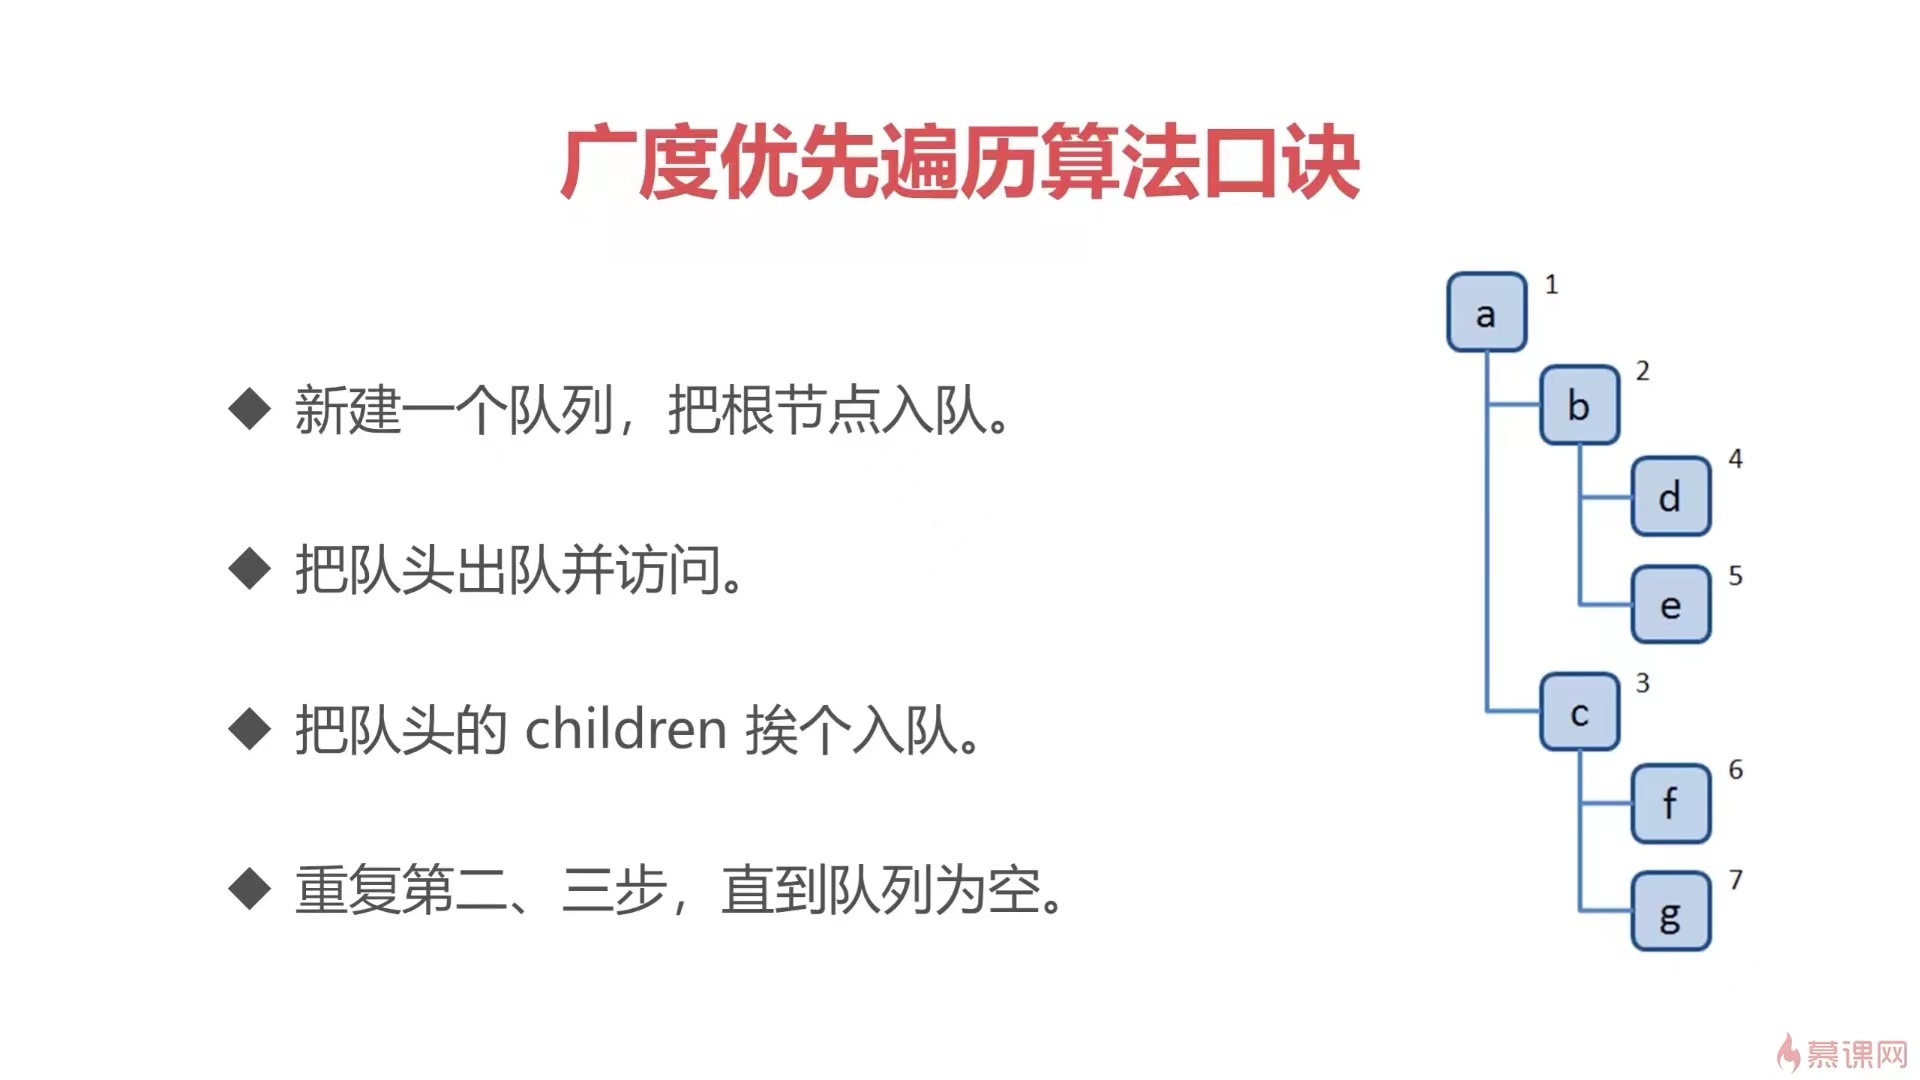 广度优先遍历算法口诀
◆ 新建一个队列，把根节点入队。
◆ 把队头出队并访问。
◆ 把队头的 children 挨个入队。
◆ 重复第二、三步，直到队列为空。
a 1
b 2
d 4
e 5
c 3
f 6
g 7
慕课网